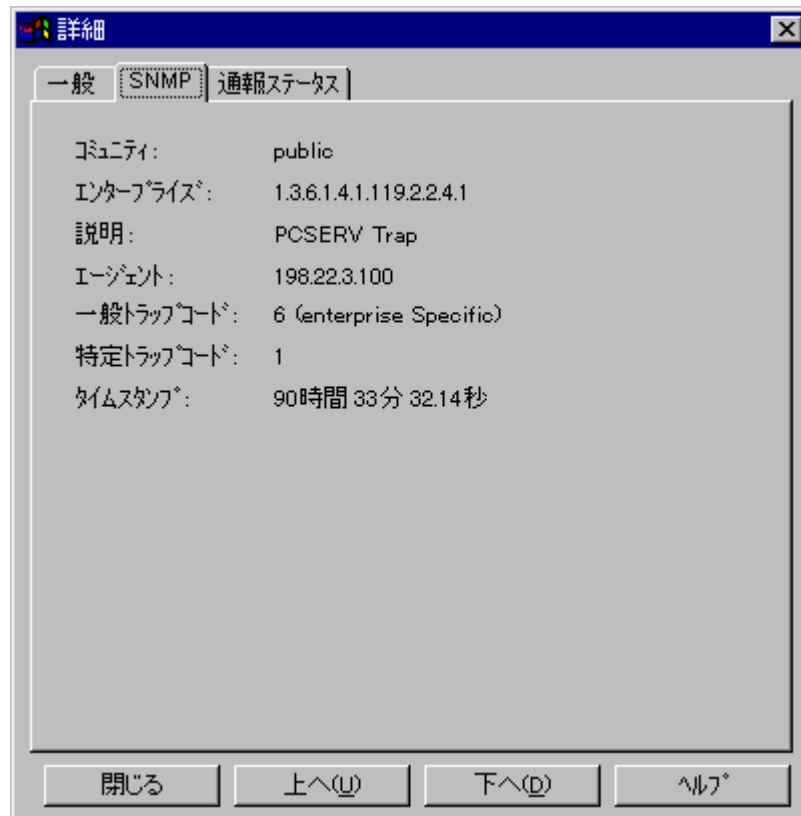 詳細
一般 SNMP 通報ｽﾃｰﾀｽ
ｺﾐｭﾆﾃｨ: public
ｴﾝﾀｰﾌﾟﾗｲｽﾞ: 1.3.6.1.4.1.119.2.2.4.1
説明: PCSERV Trap
ｴｰｼﾞｪﾝﾄ: 198.22.3.100
一般ﾄﾗｯﾌﾟｺｰﾄﾞ: 6 (enterprise Specific)
特定ﾄﾗｯﾌﾟｺｰﾄﾞ: 1
ﾀｲﾑｽﾀﾝﾌﾟ: 90時間 33分 32.14秒
閉じる 上へ(U) 下へ(D) ﾍﾙﾌﾟ